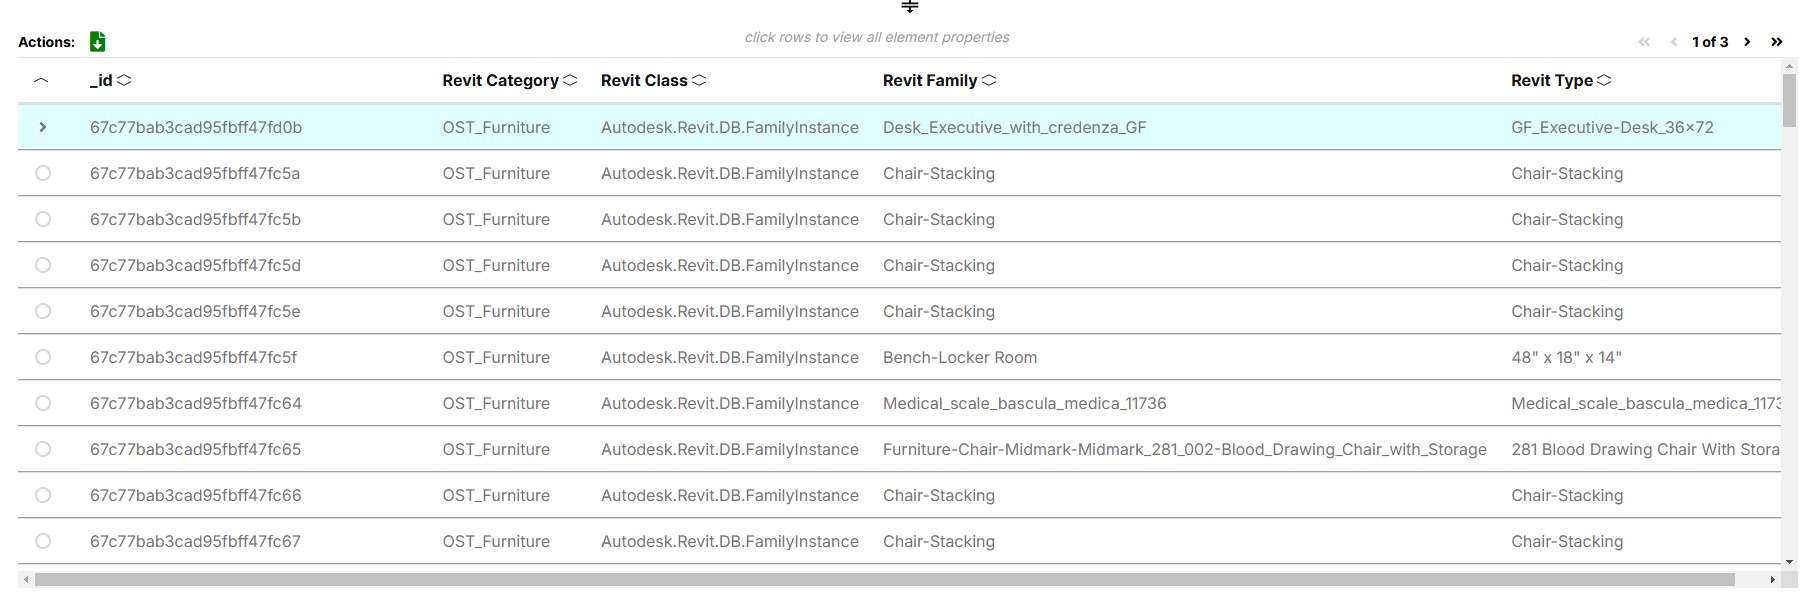 click rows to view all element properties
Actions: 1 of 3
_id Revit Category Revit Class Revit Family Revit Type
67c77bab3cad95fbff47fd0b OST_Furniture Autodesk.Revit.DB.FamilyInstance Desk_Executive_with_credenza_GF GF_Executive-Desk_36x72
67c77bab3cad95fbff47fc5a OST_Furniture Autodesk.Revit.DB.FamilyInstance Chair-Stacking Chair-Stacking
67c77bab3cad95fbff47fc5b OST_Furniture Autodesk.Revit.DB.FamilyInstance Chair-Stacking Chair-Stacking
67c77bab3cad95fbff47fc5d OST_Furniture Autodesk.Revit.DB.FamilyInstance Chair-Stacking Chair-Stacking
67c77bab3cad95fbff47fc5e OST_Furniture Autodesk.Revit.DB.FamilyInstance Chair-Stacking Chair-Stacking
67c77bab3cad95fbff47fc5f OST_Furniture Autodesk.Revit.DB.FamilyInstance Bench-Locker Room 48" x 18" x 14"
67c77bab3cad95fbff47fc64 OST_Furniture Autodesk.Revit.DB.FamilyInstance Medical_scale_bascula_medica_11736 Medical_scale_bascula_medica_1173
67c77bab3cad95fbff47fc65 OST_Furniture Autodesk.Revit.DB.FamilyInstance Furniture-Chair-Midmark-Midmark_281_002-Blood_Drawing_Chair_with_Storage 281 Blood Drawing Chair With Stora
67c77bab3cad95fbff47fc66 OST_Furniture Autodesk.Revit.DB.FamilyInstance Chair-Stacking Chair-Stacking
67c77bab3cad95fbff47fc67 OST_Furniture Autodesk.Revit.DB.FamilyInstance Chair-Stacking Chair-Stacking